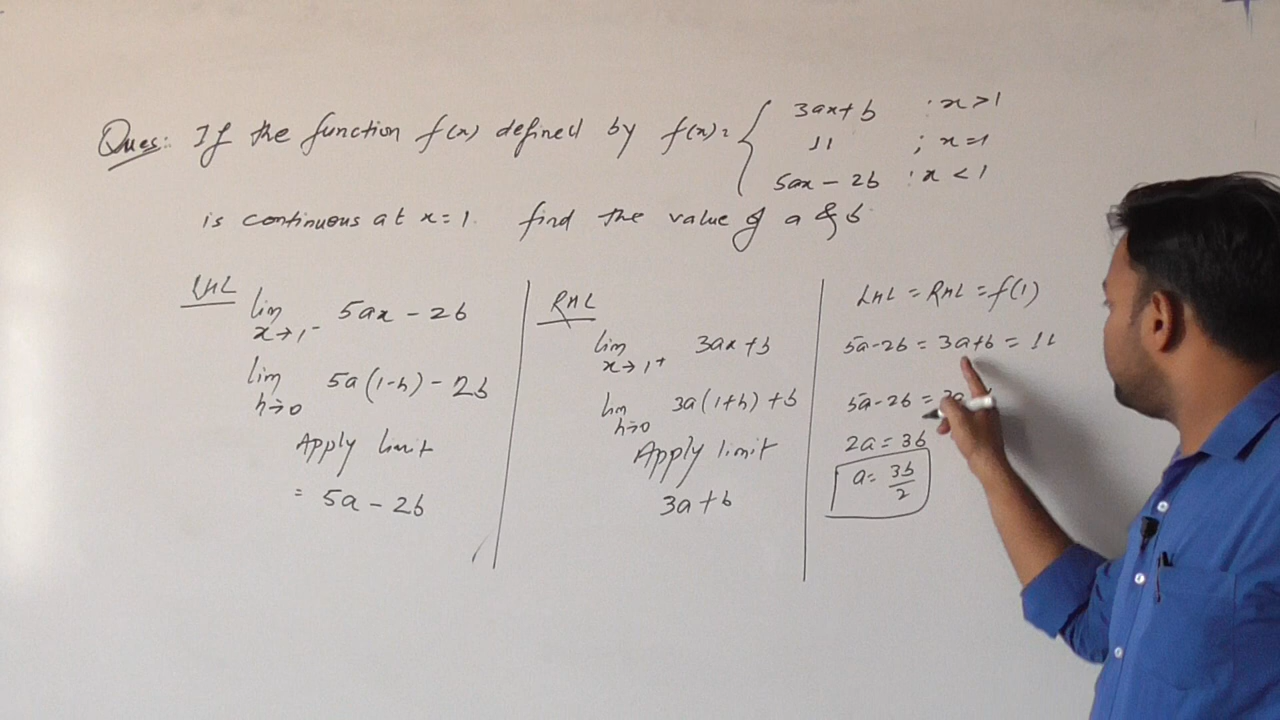 Ques: If the function f(x) defined by f(x)= { 3ax+b : x>1
11 ; x=1
5ax-2b : x<1
is continuous at x=1. find the value of a & b
LHL
lim x→1⁻ 5ax-2b
lim h→0 5a(1-h)-2b
Apply limit
= 5a-2b
RHL
lim x→1⁺ 3ax+b
lim h→0 3a(1+h)+b
Apply limit
3a+b
LHL = RHL = f(1)
5a-2b = 3a+b = 11
5a-2b =
2a = 3b
a = 3b/2